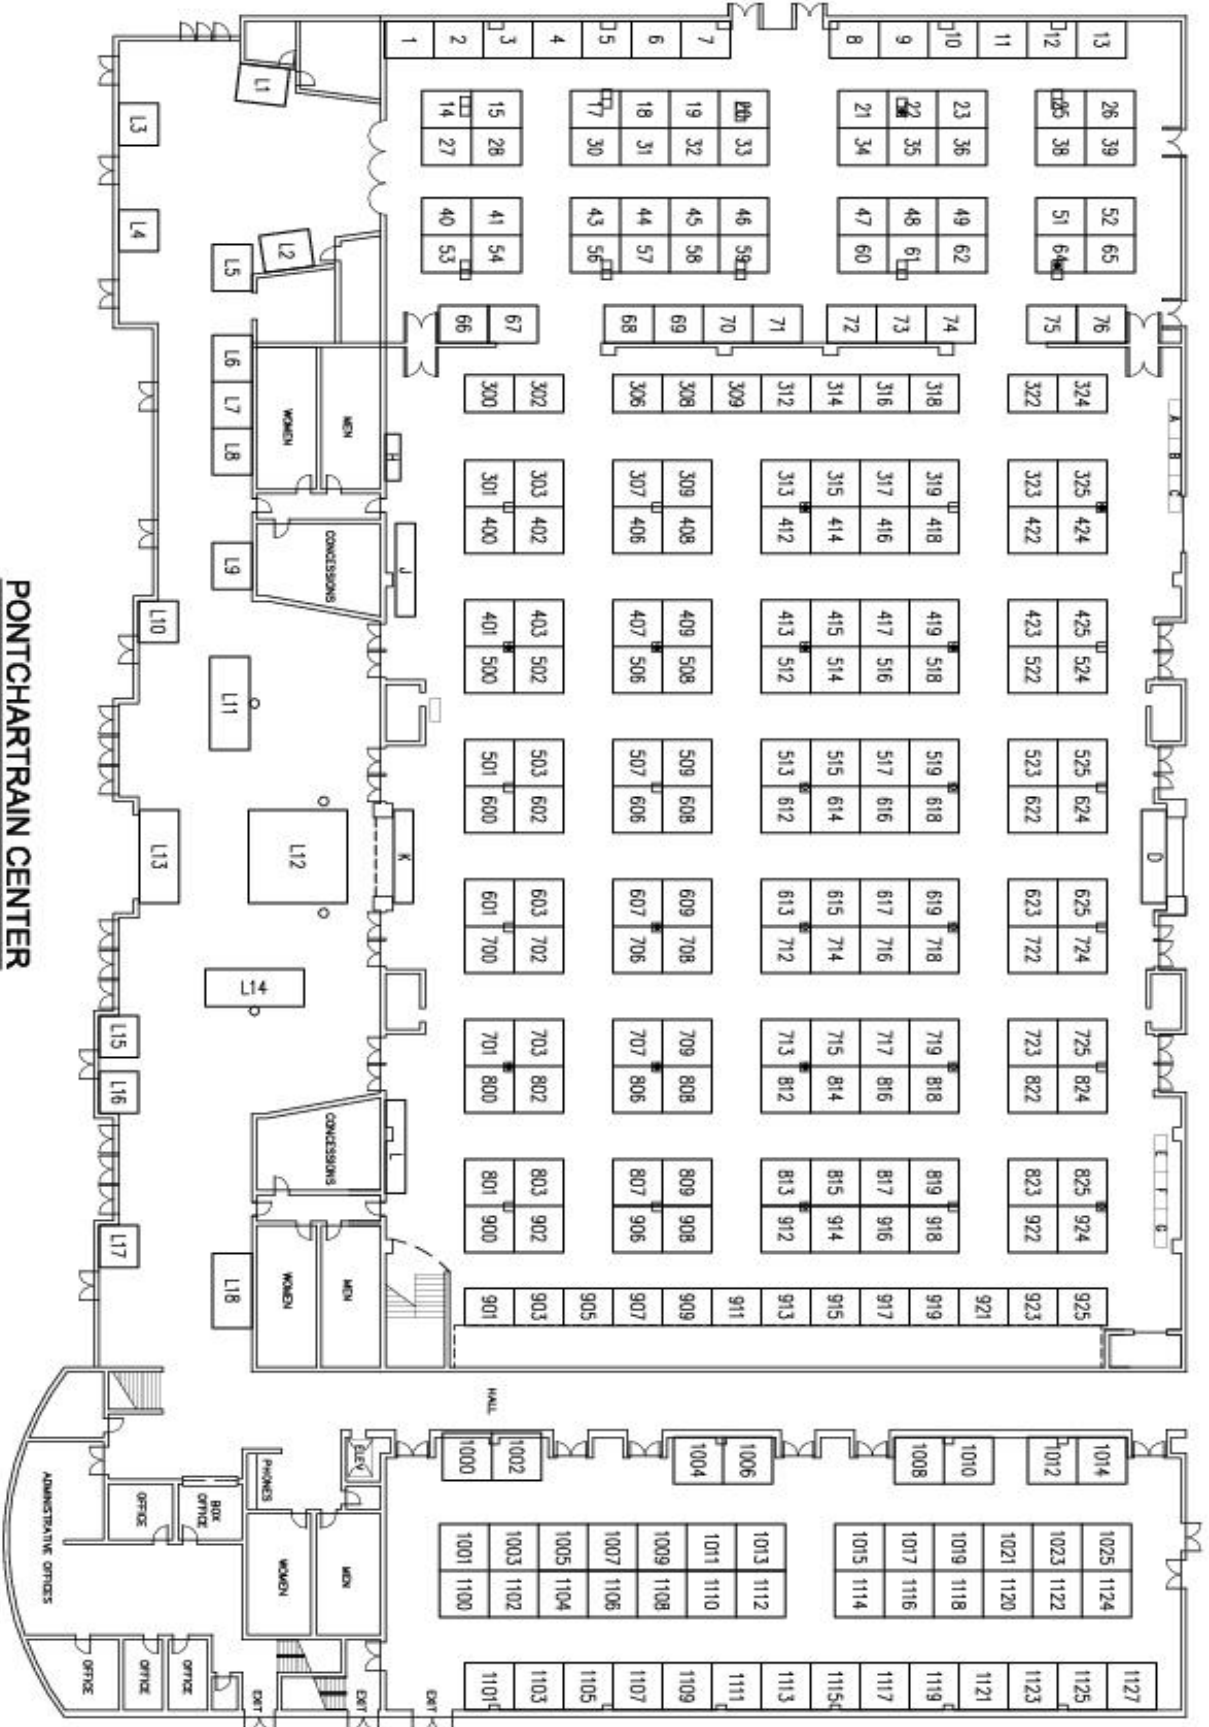 1 2 3 4 5 6 7 8 9 10 11 12 13
L1
14 15 17 18 19 20 21 22 23 25 26
L3
27 28 30 31 32 33 34 35 36 38 39
L4
40 41 43 44 45 46 47 48 49 51 52
L5 L2
53 54 56 57 58 59 60 61 62 64 65
66 67 68 69 70 71 72 73 74 75 76
L6
L7 WOMEN MEN
300 302 306 308 309 312 314 316 318 322 324
A
L8 H
B
301 303 307 309 313 315 317 319 323 325
C
400 402 406 408 412 414 416 418 422 424
L9 CONCESSIONS J
L10
401 403 407 409 413 415 417 419 423 425
500 502 506 508 512 514 516 518 522 524
L11
501 503 507 509 513 515 517 519 523 525
600 602 606 608 612 614 616 618 622 624
PONTCHARTRAIN CENTER
L13 L12 K D
601 603 607 609 613 615 617 619 623 625
700 702 706 708 712 714 716 718 722 724
L14
L15
701 703 707 709 713 715 717 719 723 725
L16
800 802 806 808 812 814 816 818 822 824
CONCESSIONS L
E
801 803 807 809 813 815 817 819 823 825
F
900 902 906 908 912 914 916 918 922 924
G
L17
L18 WOMEN MEN
901 903 905 907 909 911 913 915 917 919 921 923 925
HALL
ELEV
1000 1002 1004 1006 1008 1010 1012 1014
PHONES
ADMINISTRATIVE OFFICES
OFFICE
BOX
OFFICE
1001 1003 1005 1007 1009 1011 1013 1015 1017 1019 1021 1023 1025
WOMEN MEN
1100 1102 1104 1106 1108 1110 1112 1114 1116 1118 1120 1122 1124
OFFICE OFFICE OFFICE
1101 1103 1105 1107 1109 1111 1113 1115 1117 1119 1121 1123 1125 1127
EXIT EXIT EXIT